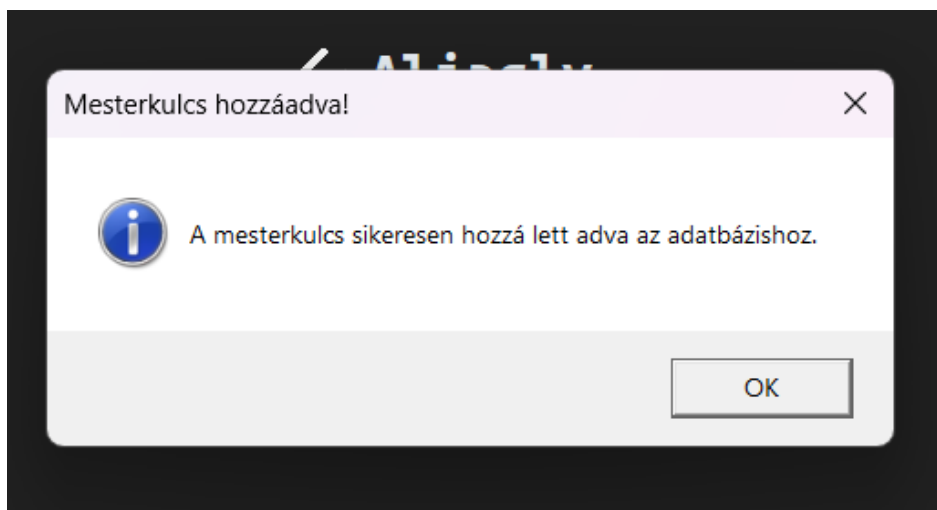 Mesterkulcs hozzáadva!
A mesterkulcs sikeresen hozzá lett adva az adatbázishoz.
OK